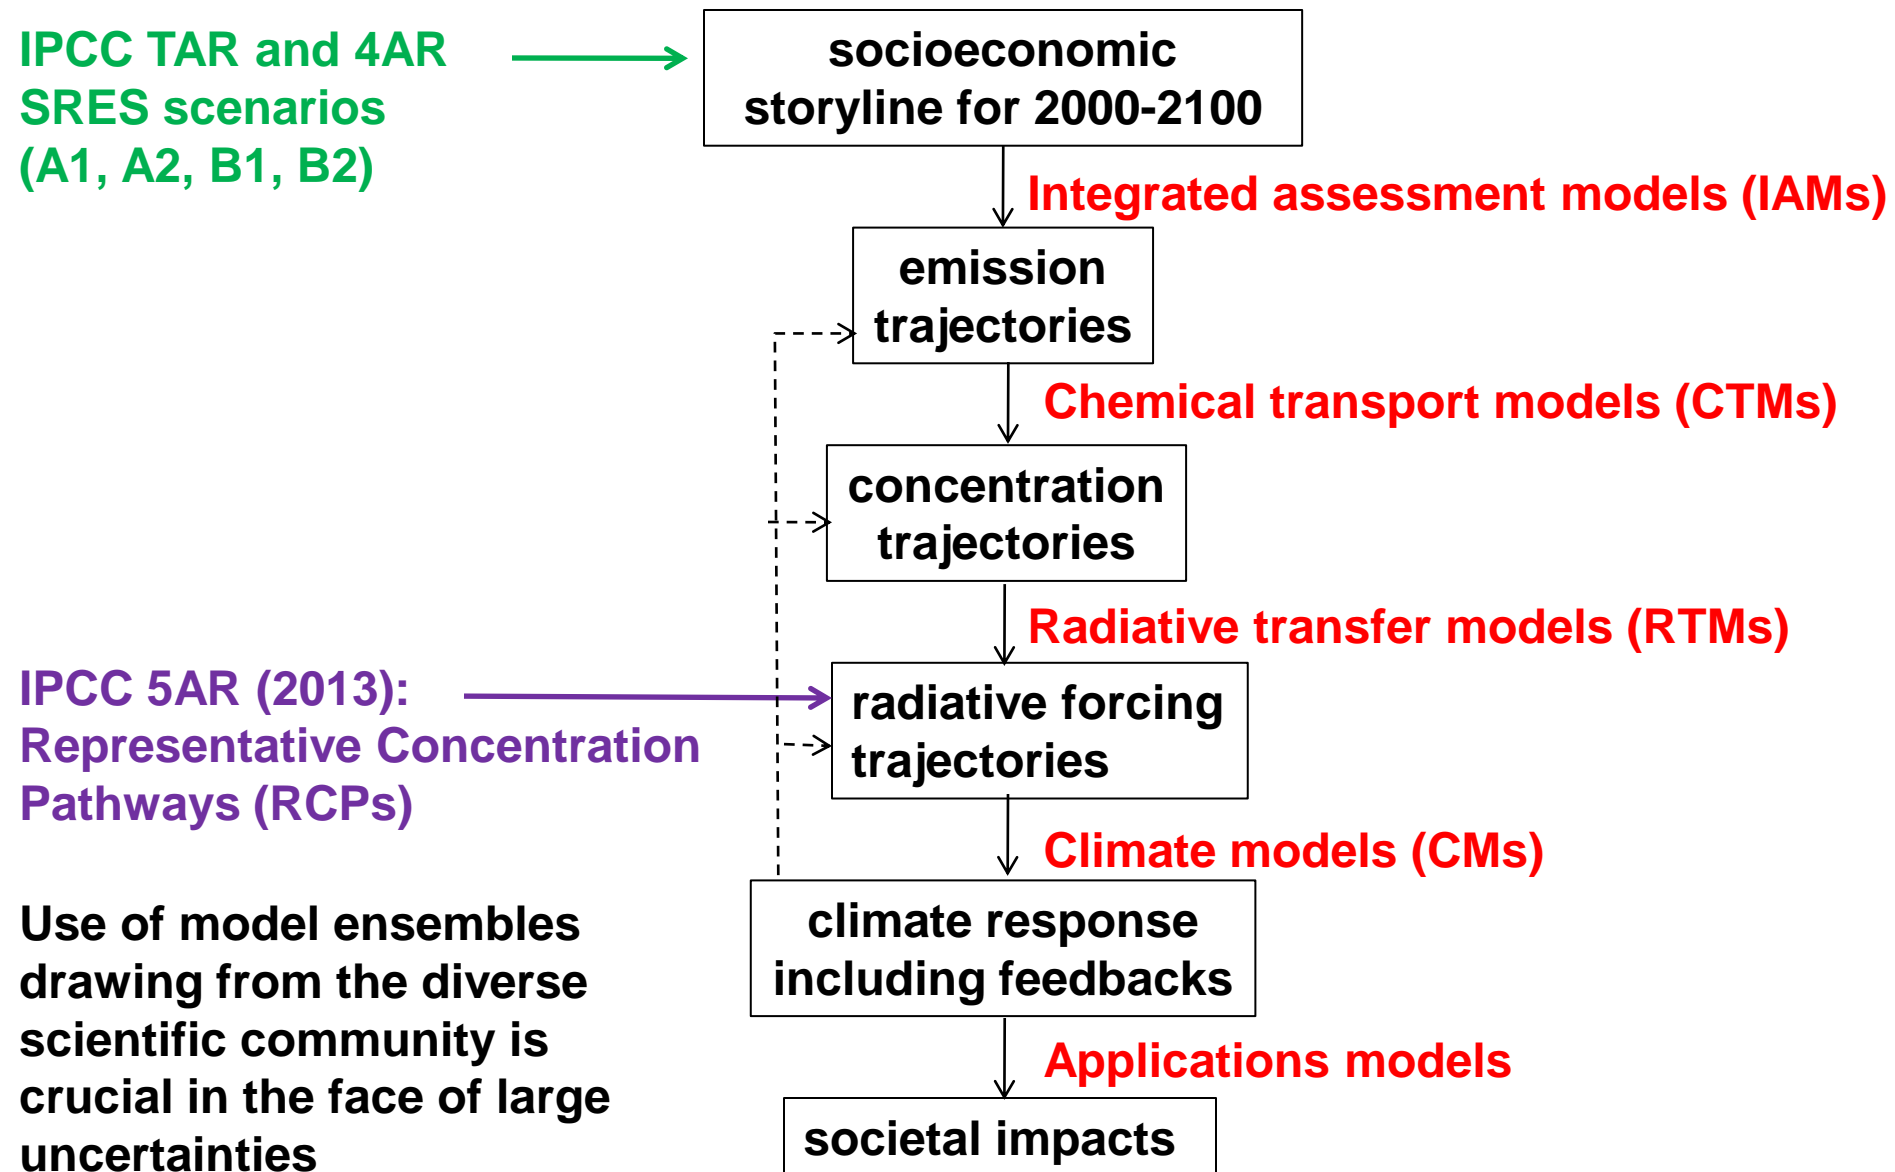 IPCC TAR and 4AR
SRES scenarios
(A1, A2, B1, B2)
socioeconomic
storyline for 2000-2100
Integrated assessment models (IAMs)
emission
trajectories
Chemical transport models (CTMs)
concentration
trajectories
Radiative transfer models (RTMs)
IPCC 5AR (2013):
Representative Concentration
Pathways (RCPs)
radiative forcing
trajectories
Climate models (CMs)
Use of model ensembles
drawing from the diverse
scientific community is
crucial in the face of large
uncertainties
climate response
including feedbacks
Applications models
societal impacts